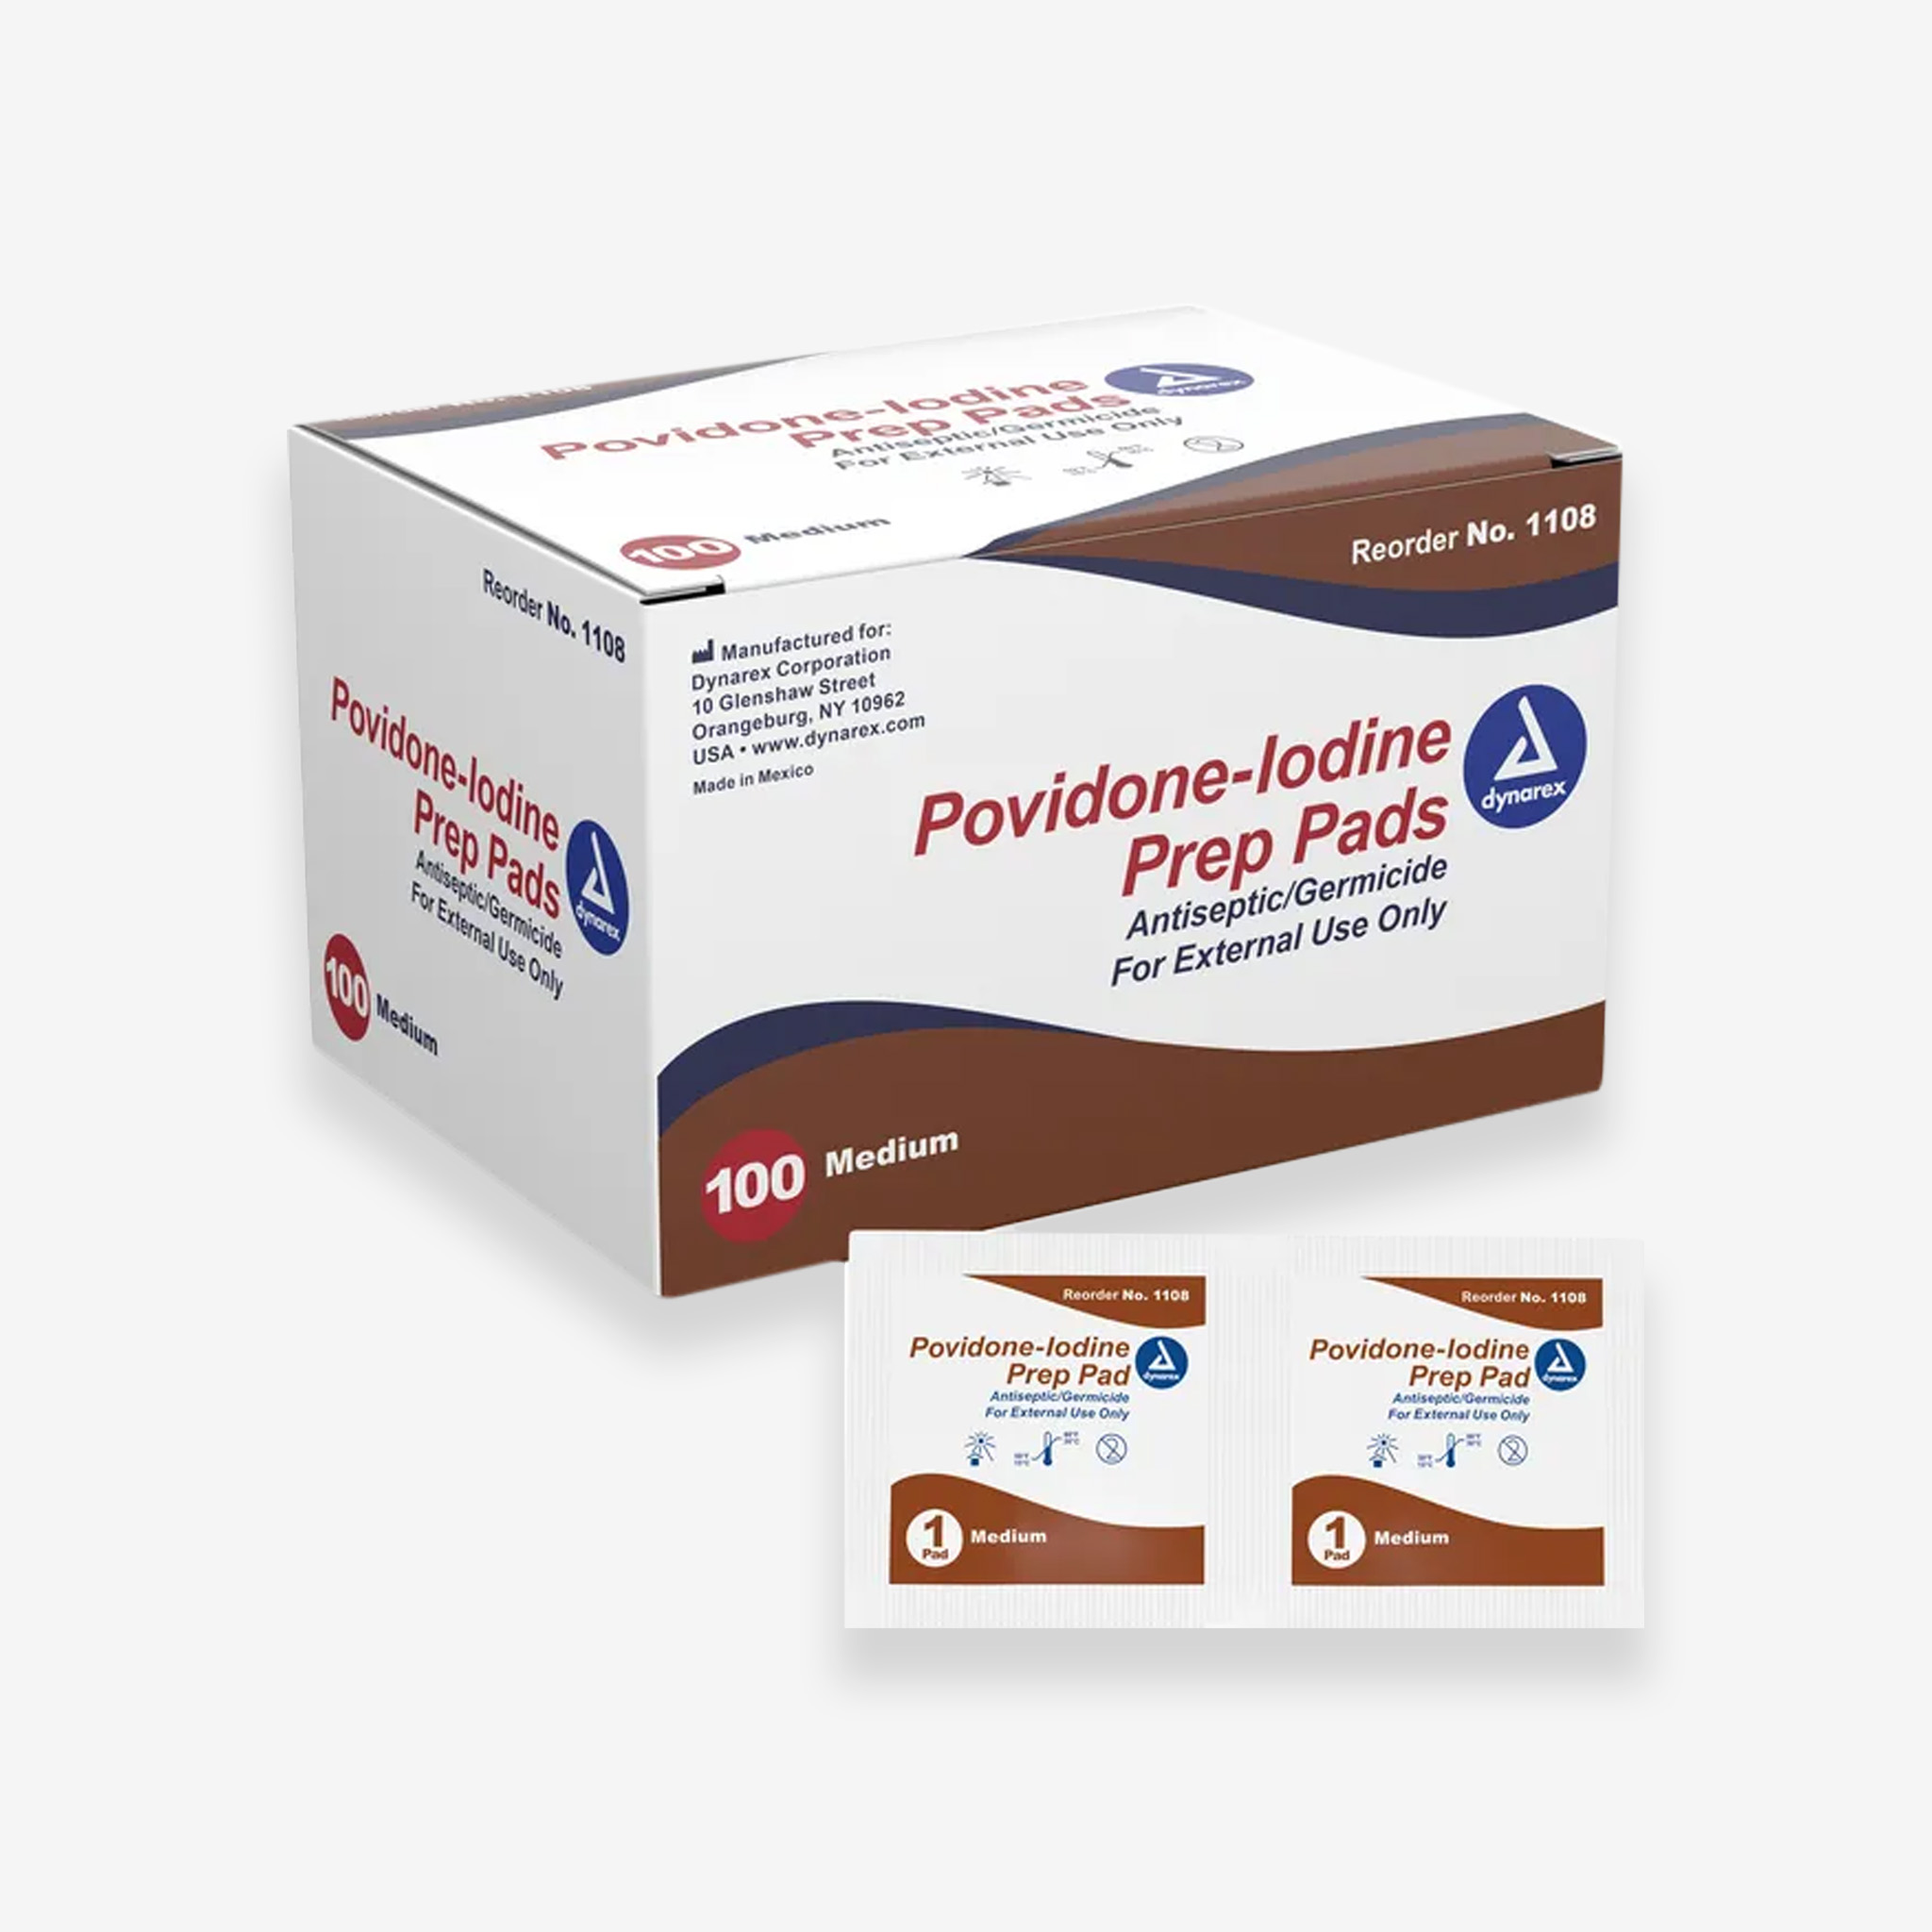 Povidone-Iodine
Prep Pads
Antiseptic/Germicide
For External Use Only
dynarex
100 Medium
Reorder No. 1108
Povidone-Iodine
Prep Pads
Antiseptic/Germicide
For External Use Only
dynarex
100 Medium
Reorder No. 1108
Manufactured for:
Dynarex Corporation
10 Glenshaw Street
Orangeburg, NY 10962
USA • www.dynarex.com
Made in Mexico
Povidone-Iodine
Prep Pads
Antiseptic/Germicide
For External Use Only
dynarex
100 Medium
Reorder No. 1108
Povidone-Iodine
Prep Pad
Antiseptic/Germicide
For External Use Only
dynarex
1
Pad
Medium
Reorder No. 1108
Povidone-Iodine
Prep Pad
Antiseptic/Germicide
For External Use Only
dynarex
1
Pad
Medium